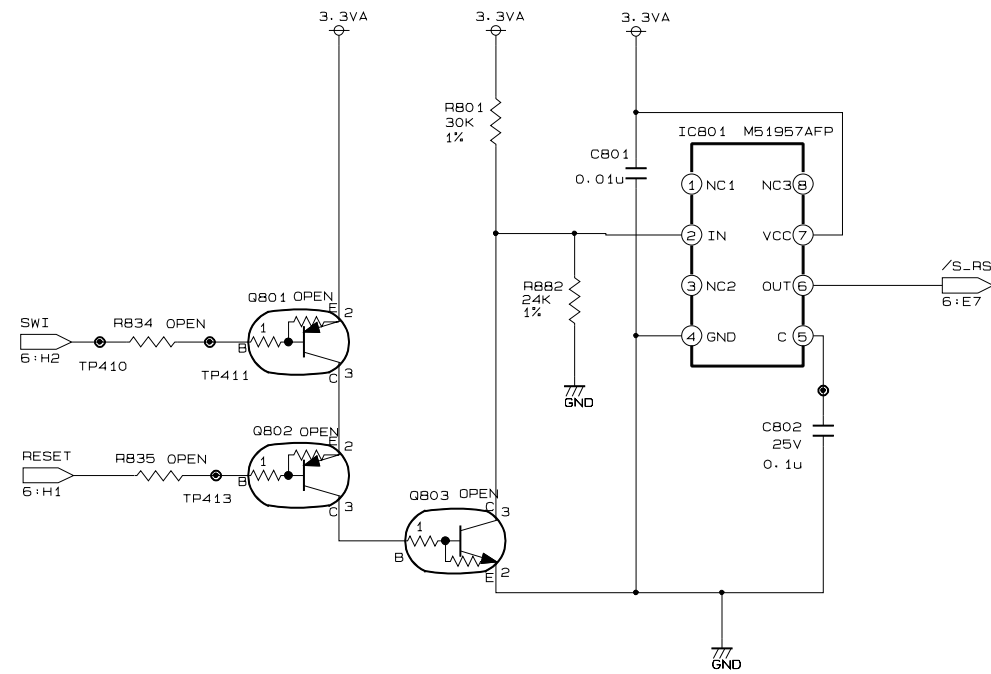 3.3VA
3.3VA
3.3VA
R801
30K
1%
IC801 M51957AFP
C801
0.01u
1 NC1
NC3 8
2 IN
VCC 7
/S_RS
R882
24K
1%
3 NC2
OUT 6
6:E7
Q801 OPEN
E 2
SWI
R834 OPEN
1
B
4 GND
C 5
6:H2
TP410
TP411
C 3
GND
Q802 OPEN
E 2
C802
25V
0.1u
RESET
R835 OPEN
1
B
6:H1
TP413
C 3
Q803 OPEN
C 3
1
B
E 2
GND